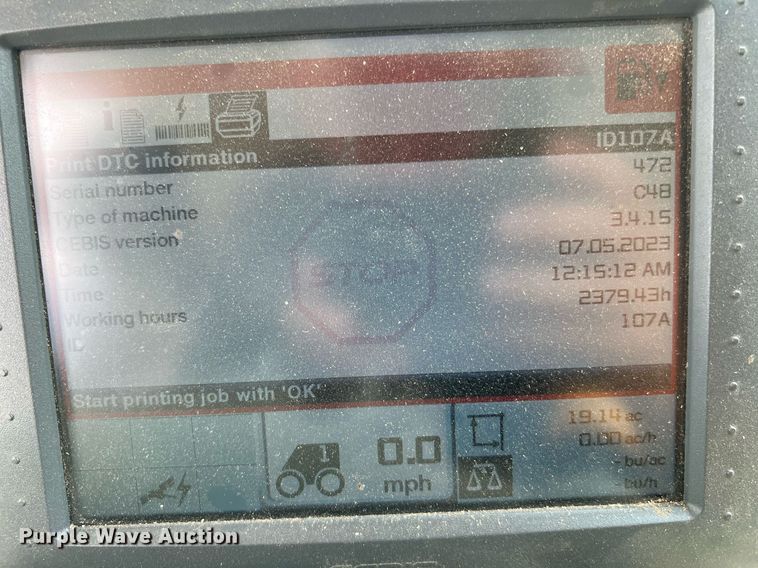 i
ID107A
Print DTC information
Serial number 472
Type of machine C48
CEBIS version 3.4.15
Date 07.05.2023
Time 12:15:12 AM
Working hours 2379.43h
ID 107A
STOP
Start printing job with 'OK'
1
0.0
mph
19.14 ac
0.00 ac/h
- bu/ac
- bu/h
Purple Wave Auction